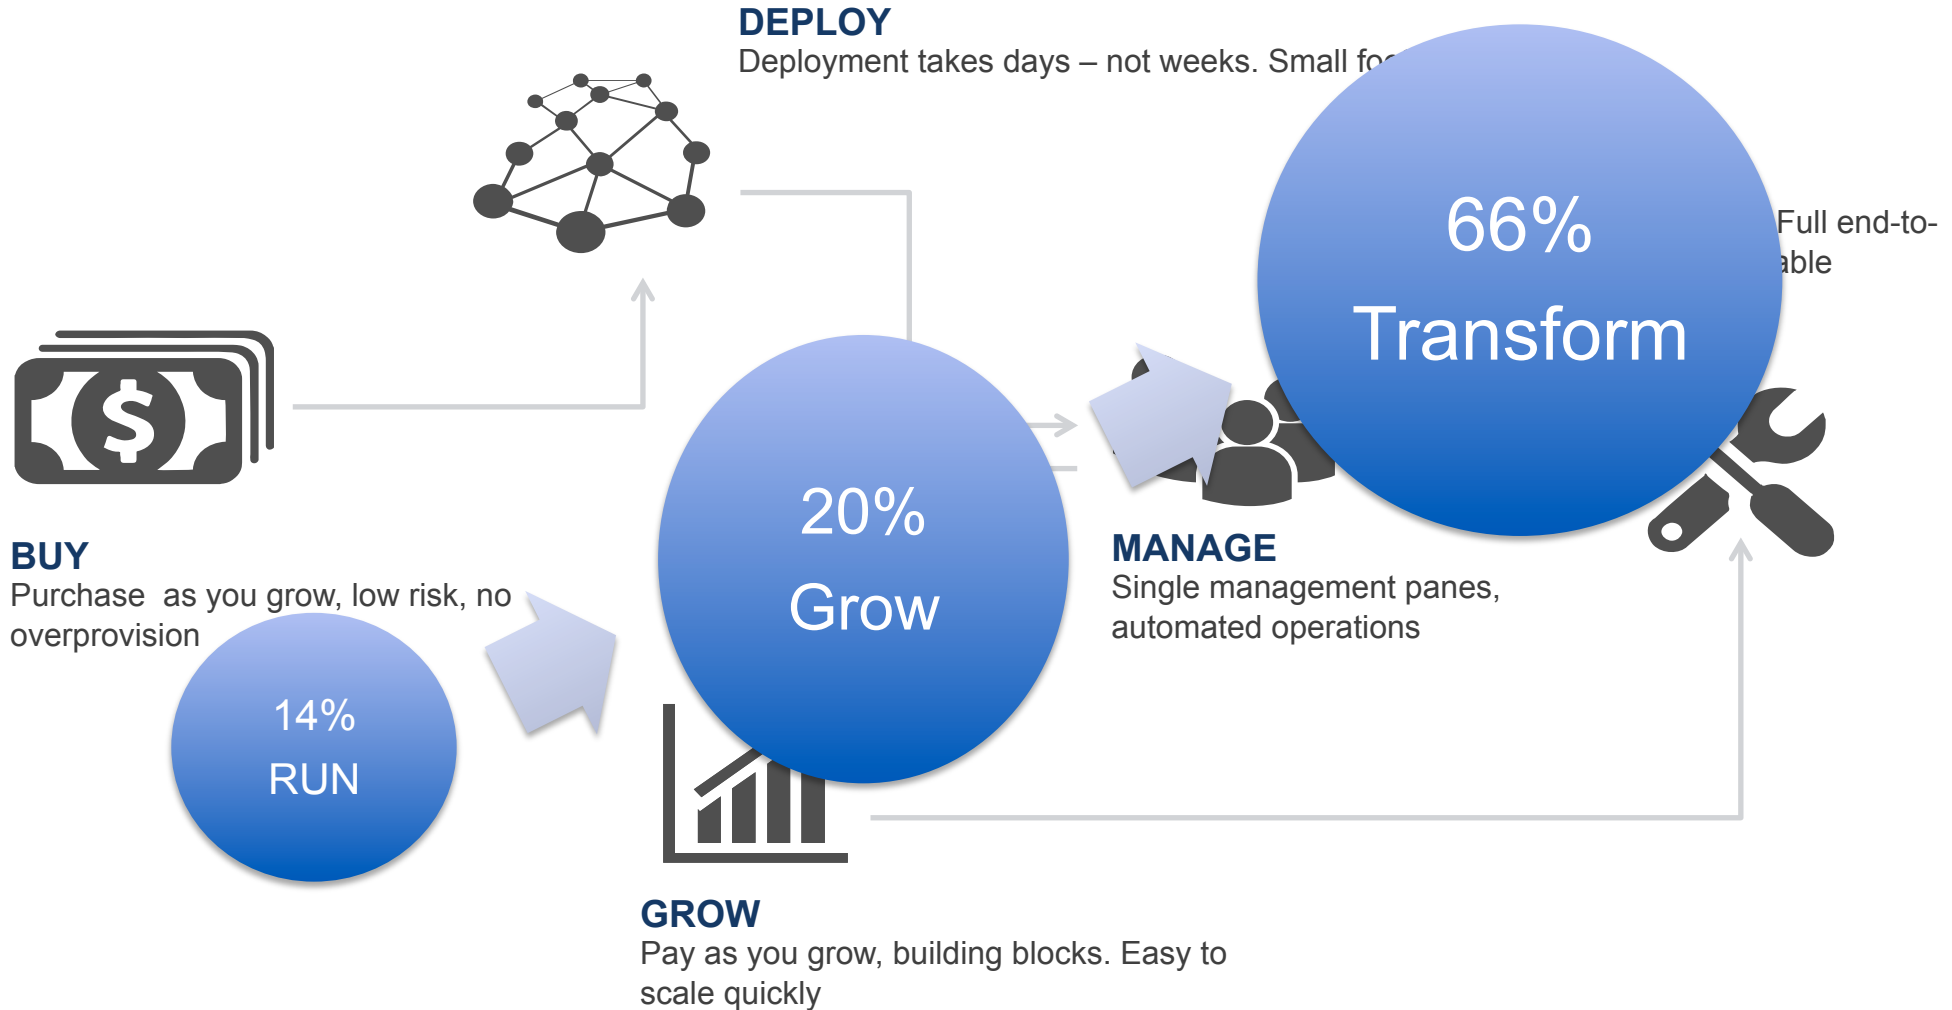 DEPLOY
Deployment takes days – not weeks. Small
66%
Transform
Full end-to-
$
20%
Grow
BUY
Purchase  as you grow, low risk, no
overprovision
MANAGE
Single management panes,
automated operations
14%
RUN
GROW
Pay as you grow, building blocks. Easy to
scale quickly